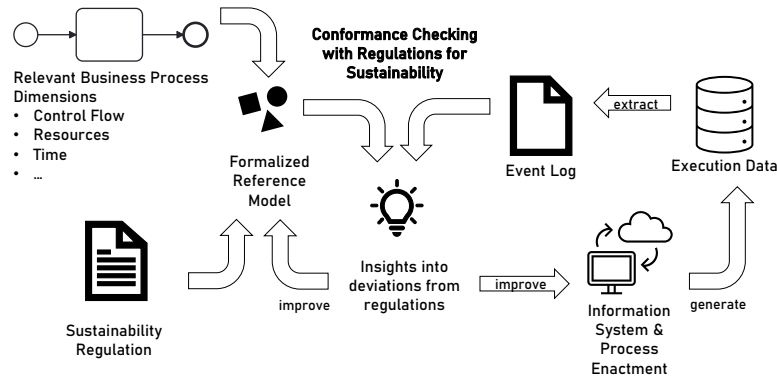 Conformance Checking
with Regulations for
Sustainability
Relevant Business Process
Dimensions
• Control Flow
• Resources
• Time
• ...
Formalized
Reference
Model
Event Log
extract
Execution Data
Sustainability
Regulation
improve
Insights into
deviations from
regulations
improve
Information
System &
Process
Enactment
generate